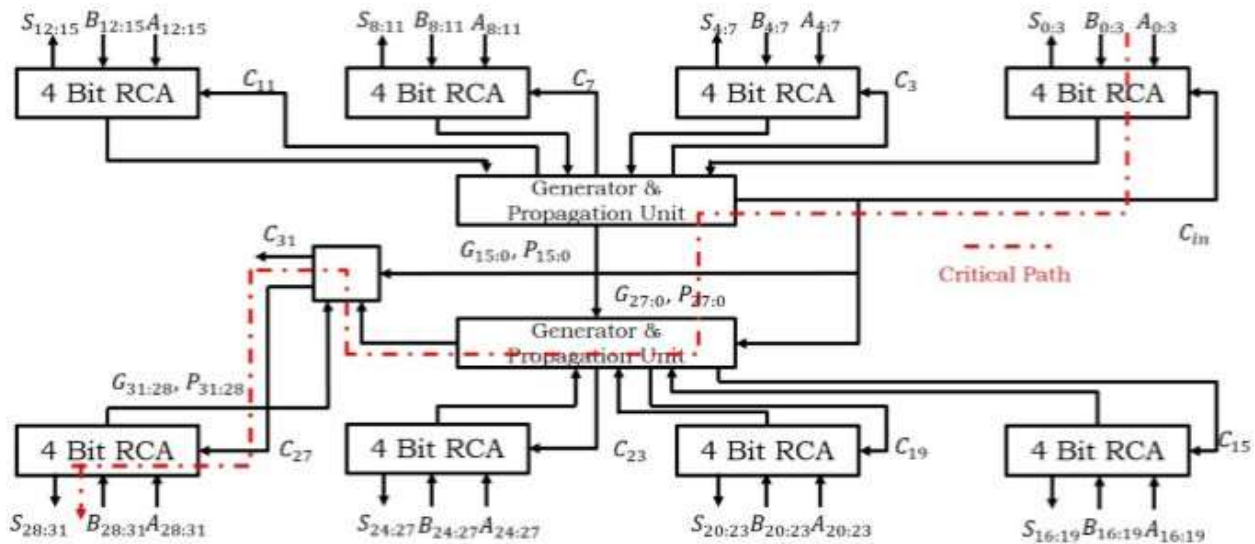 S12:15 B12:15 A12:15 S8:11 B8:11 A8:11 S4:7 B4:7 A4:7 S0:3 B0:3 A0:3
4 Bit RCA C11 4 Bit RCA C7 4 Bit RCA C3 4 Bit RCA
Generator &
Propagation Unit
Cin
C31 G15:0, P15:0
Critical Path
G27:0, P27:0
Generator &
Propagation Unit
G31:28, P31:28
4 Bit RCA C27 4 Bit RCA C23 4 Bit RCA C19 4 Bit RCA C15
S28:31 B28:31 A28:31 S24:27 B24:27 A24:27 S20:23 B20:23 A20:23 S16:19 B16:19 A16:19